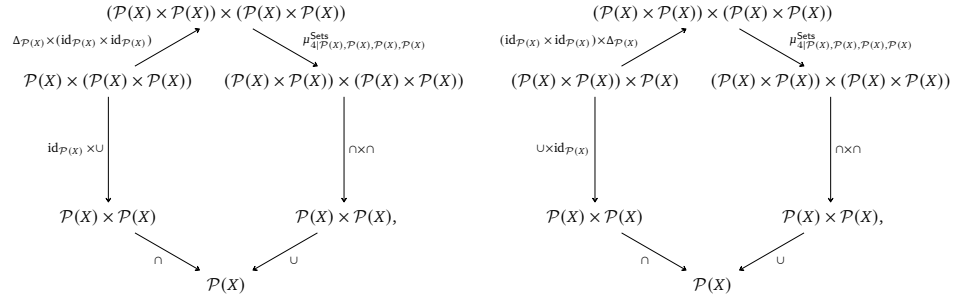 (𝒫(X) × 𝒫(X)) × (𝒫(X) × 𝒫(X))
Δ_{𝒫(X)}×(id_{𝒫(X)} × id_{𝒫(X)})
μ^{Sets}_{4|𝒫(X),𝒫(X),𝒫(X),𝒫(X)}
𝒫(X) × (𝒫(X) × 𝒫(X))
(𝒫(X) × 𝒫(X)) × (𝒫(X) × 𝒫(X))
id_{𝒫(X)} ×∪
∩×∩
𝒫(X) × 𝒫(X)
𝒫(X) × 𝒫(X),
∩
∪
𝒫(X)
(𝒫(X) × 𝒫(X)) × (𝒫(X) × 𝒫(X))
(id_{𝒫(X)} × id_{𝒫(X)})×Δ_{𝒫(X)}
μ^{Sets}_{4|𝒫(X),𝒫(X),𝒫(X),𝒫(X)}
(𝒫(X) × 𝒫(X)) × 𝒫(X)
(𝒫(X) × 𝒫(X)) × (𝒫(X) × 𝒫(X))
∪×id_{𝒫(X)}
∩×∩
𝒫(X) × 𝒫(X)
𝒫(X) × 𝒫(X),
∩
∪
𝒫(X)